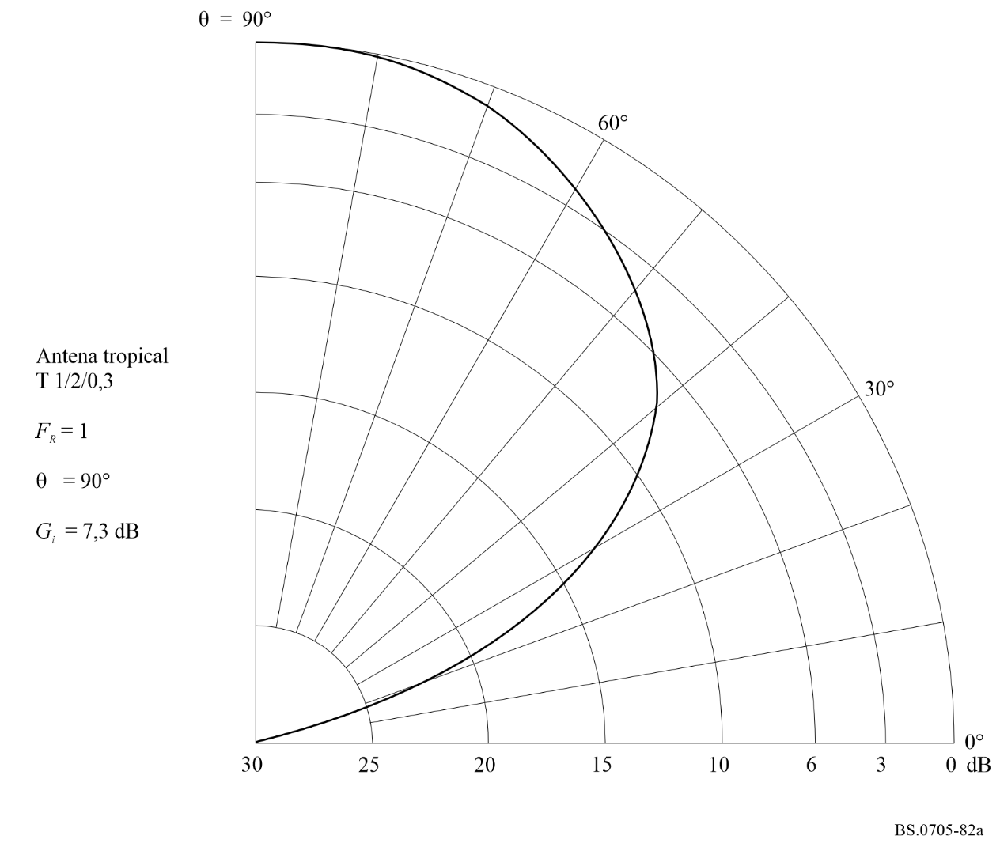 θ = 90°
60°
Antena tropical
T 1/2/0,3
30°
F_R = 1
θ = 90°
G_i = 7,3 dB
0°
30 25 20 15 10 6 3 0 dB
BS.0705-82a